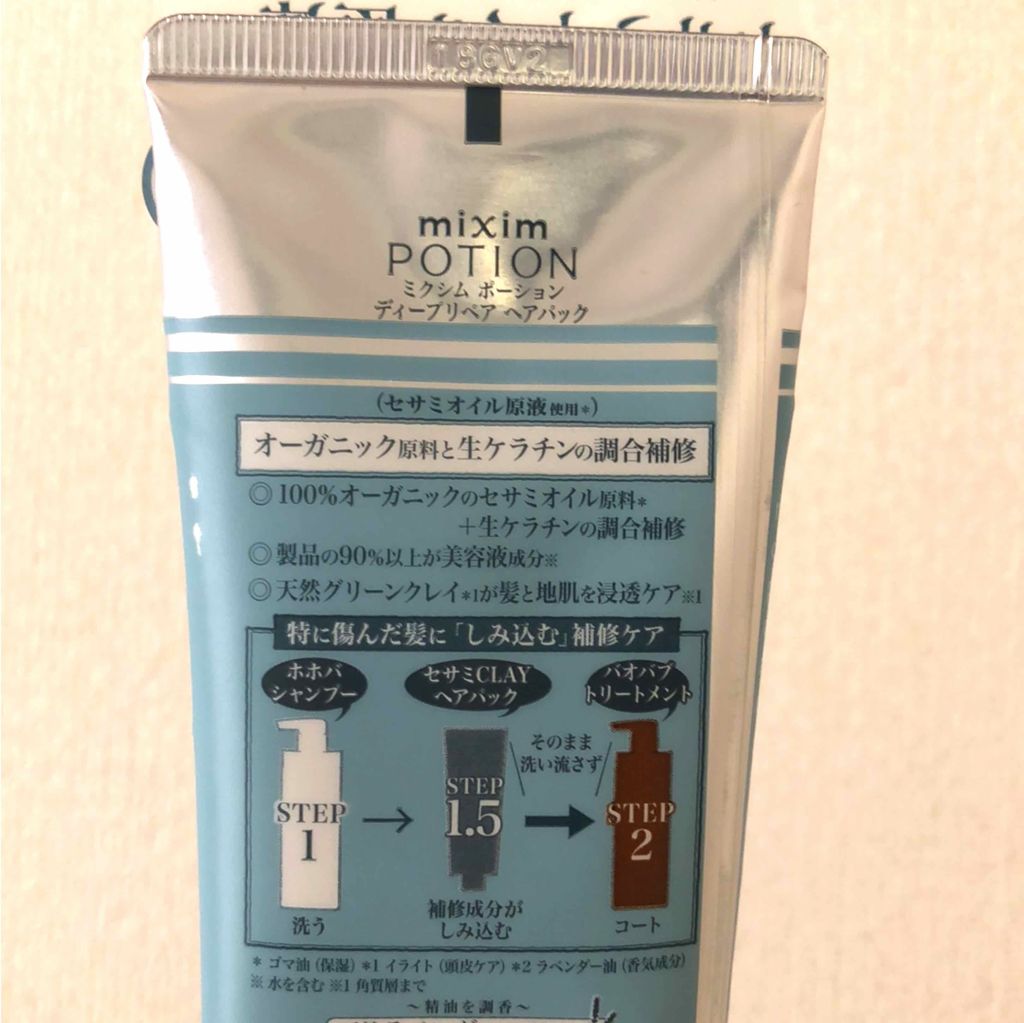 18GV2
mixim
POTION
ミクシム ポーション
ディープリペア ヘアパック
(セサミオイル原液使用*)
オーガニック原料と生ケラチンの調合補修
◎100%オーガニックのセサミオイル原料*
+生ケラチンの調合補修
◎製品の90%以上が美容液成分※
◎天然グリーンクレイ*1が髪と地肌を浸透ケア※1
特に傷んだ髪に「しみ込む」補修ケア
ホホバ
シャンプー
セサミCLAY
ヘアパック
バオバブ
トリートメント
そのまま
洗い流さず
STEP
1
→
STEP
1.5
→
STEP
2
洗う
補修成分が
しみ込む
コート
* ゴマ油(保湿) *1 イライト(頭皮ケア) *2 ラベンダー油(香気成分)
※ 水を含む ※1 角質層まで
〜精油を調香〜